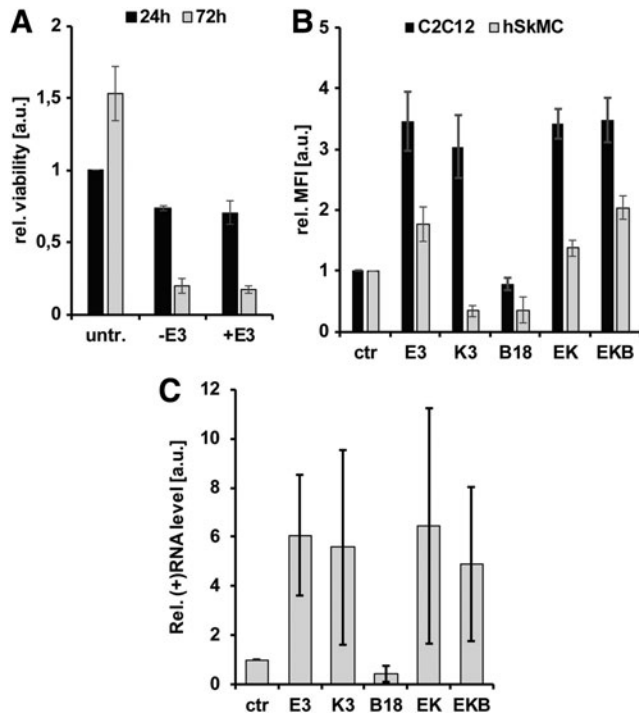 A
24h 72h
rel. viability [a.u.]
2
1,5
1
0,5
0
untr. -E3 +E3
B
C2C12 hSkMC
rel. MFI [a.u.]
5
4
3
2
1
0
ctr E3 K3 B18 EK EKB
C
Rel. (+)RNA level [a.u.]
12
10
8
6
4
2
0
ctr E3 K3 B18 EK EKB